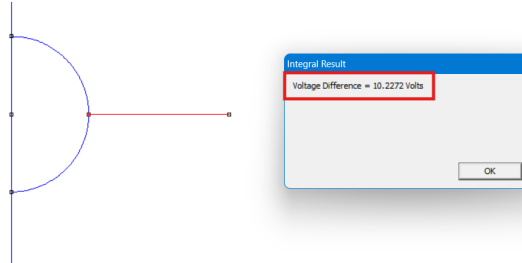 Integral Result
Voltage Difference = 10.2272 Volts
OK